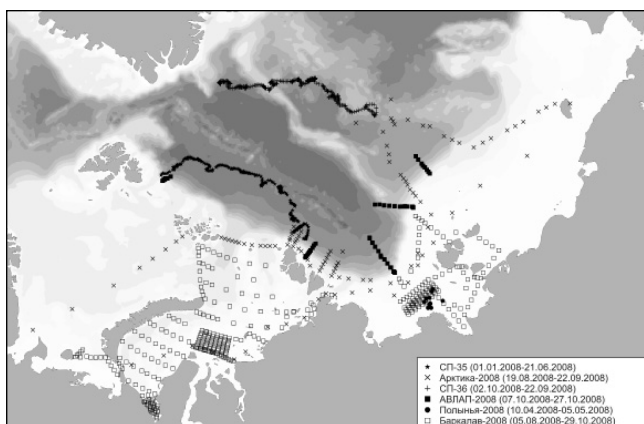 СП-35 (01.01.2008-21.06.2008)
Арктика-2008 (19.08.2008-22.09.2008)
СП-36 (02.10.2008-22.09.2008)
АВЛАП-2008 (07.10.2008-27.10.2008)
Полынья-2008 (10.04.2008-05.05.2008)
Баркалав-2008 (05.08.2008-29.10.2008)